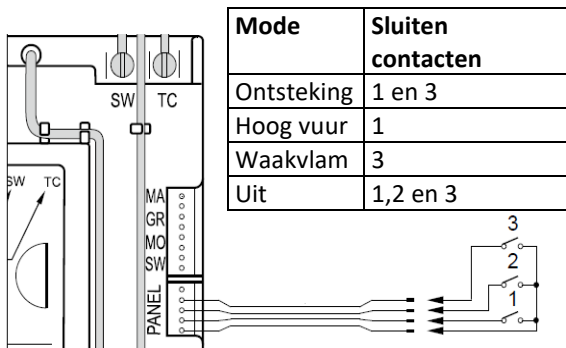 Mode Sluiten contacten
Ontsteking 1 en 3
Hoog vuur 1
Waakvlam 3
Uit 1,2 en 3
SW TC
SW TC
MA
GR
MO
SW
PANEL
3
2
1